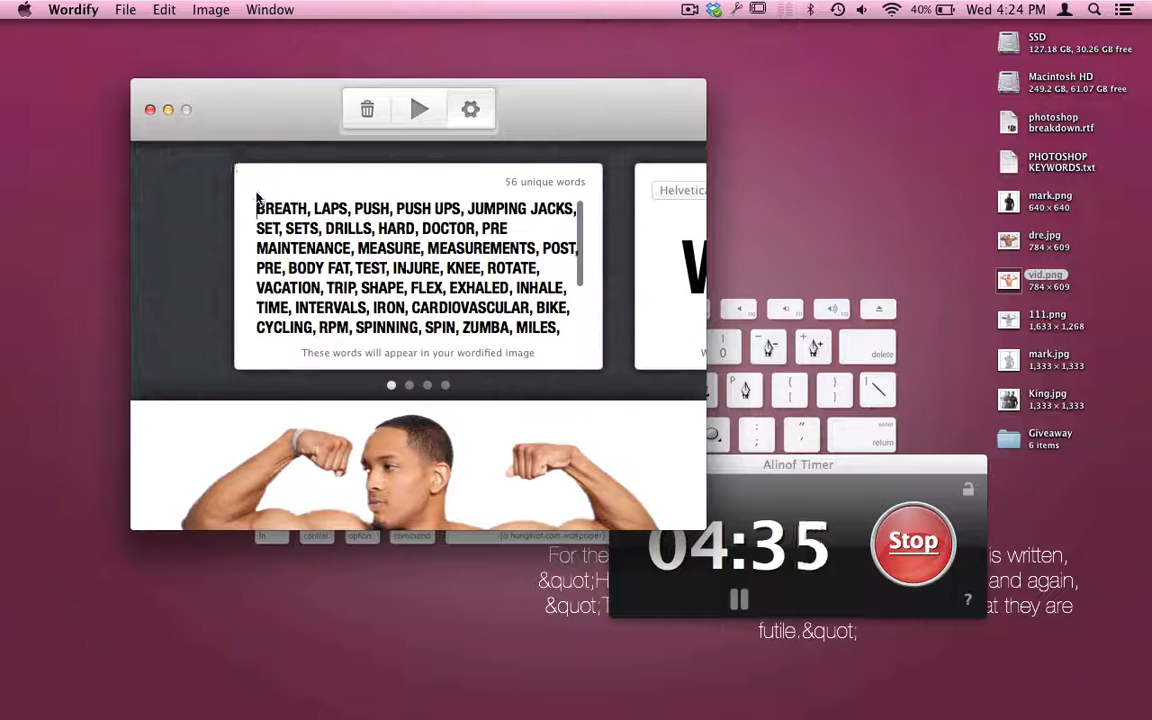 Wordify File Edit Image Window
40% Wed 4:24 PM
SSD
127.18 GB, 30.26 GB free
Macintosh HD
249.2 GB, 61.07 GB free
photoshop
breakdown.rtf
PHOTOSHOP
KEYWORDS.txt
mark.png
640×640
dre.jpg
784×609
vid.png
784×609
111.png
1,633×1,268
mark.jpg
1,333×1,333
King.jpg
1,333×1,333
Giveaway
6 items
56 unique words
BREATH, LAPS, PUSH, PUSH UPS, JUMPING JACKS,
SET, SETS, DRILLS, HARD, DOCTOR, PRE
MAINTENANCE, MEASURE, MEASUREMENTS, POST,
PRE, BODY FAT, TEST, INJURE, KNEE, ROTATE,
VACATION, TRIP, SHAPE, FLEX, EXHALED, INHALE,
TIME, INTERVALS, IRON, CARDIOVASCULAR, BIKE,
CYCLING, RPM, SPINNING, SPIN, ZUMBA, MILES,
These words will appear in your wordified image
Helvetica
W
delete
P
enter
return
fn control option command
Alinof Timer
04:35
Stop
?
For the is written,
&quot;H and again,
&quot;T at they are
futile.&quot;